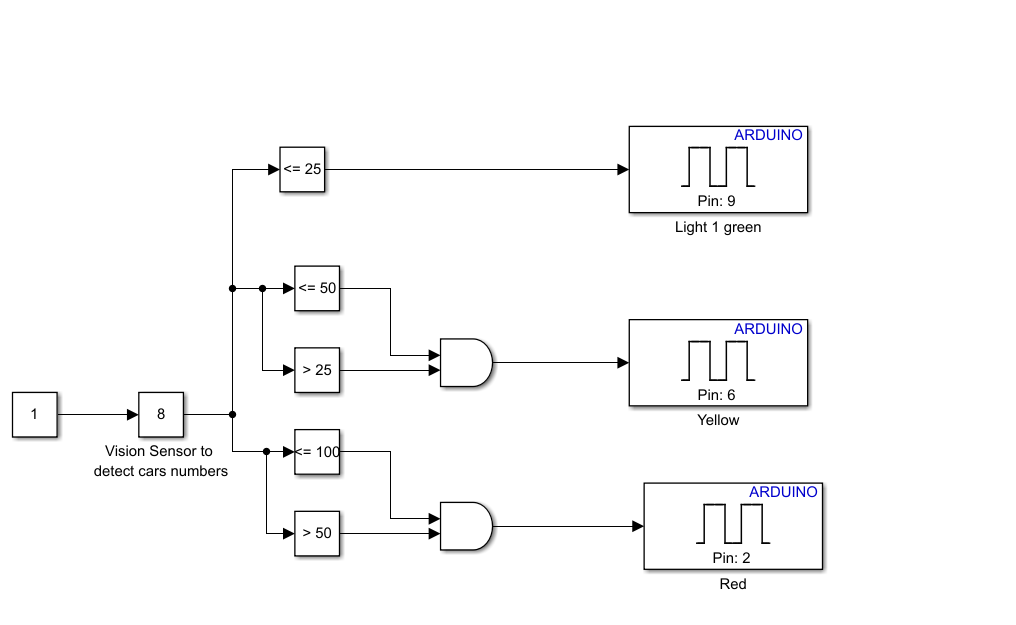 ARDUINO
<= 25
Pin: 9
Light 1 green
<= 50
ARDUINO
> 25
Pin: 6
Yellow
1
8
Vision Sensor to
detect cars numbers
<= 100
ARDUINO
> 50
Pin: 2
Red